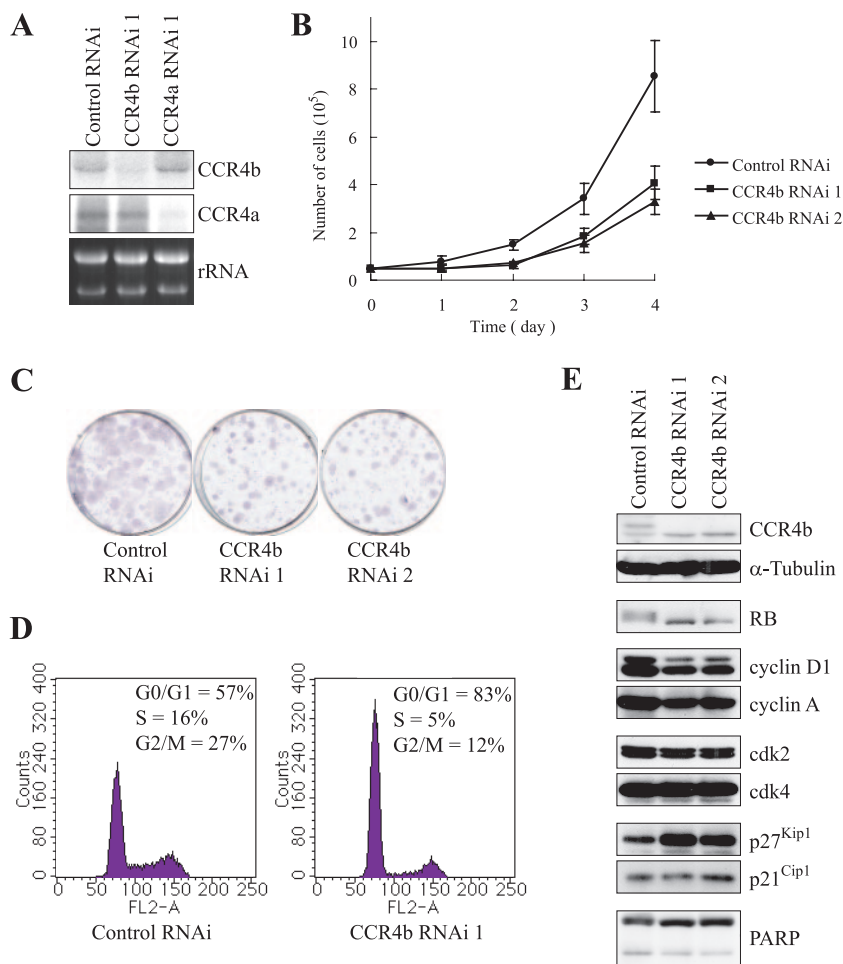 A
Control RNAi
CCR4b RNAi 1
CCR4a RNAi 1
CCR4b
CCR4a
rRNA
B
Number of cells (10⁵)
10
8
6
4
2
0
0 1 2 3 4
Time ( day )
Control RNAi
CCR4b RNAi 1
CCR4b RNAi 2
C
Control
RNAi
CCR4b
RNAi 1
CCR4b
RNAi 2
D
Counts
400
320
240
160
80
0
G0/G1 = 57%
S = 16%
G2/M = 27%
0 50 100 150 200 250
FL2-A
Control RNAi
Counts
400
320
240
160
80
0
G0/G1 = 83%
S = 5%
G2/M = 12%
0 50 100 150 200 250
FL2-A
CCR4b RNAi 1
E
Control RNAi
CCR4b RNAi 1
CCR4b RNAi 2
CCR4b
α-Tubulin
RB
cyclin D1
cyclin A
cdk2
cdk4
p27Kip1
p21Cip1
PARP